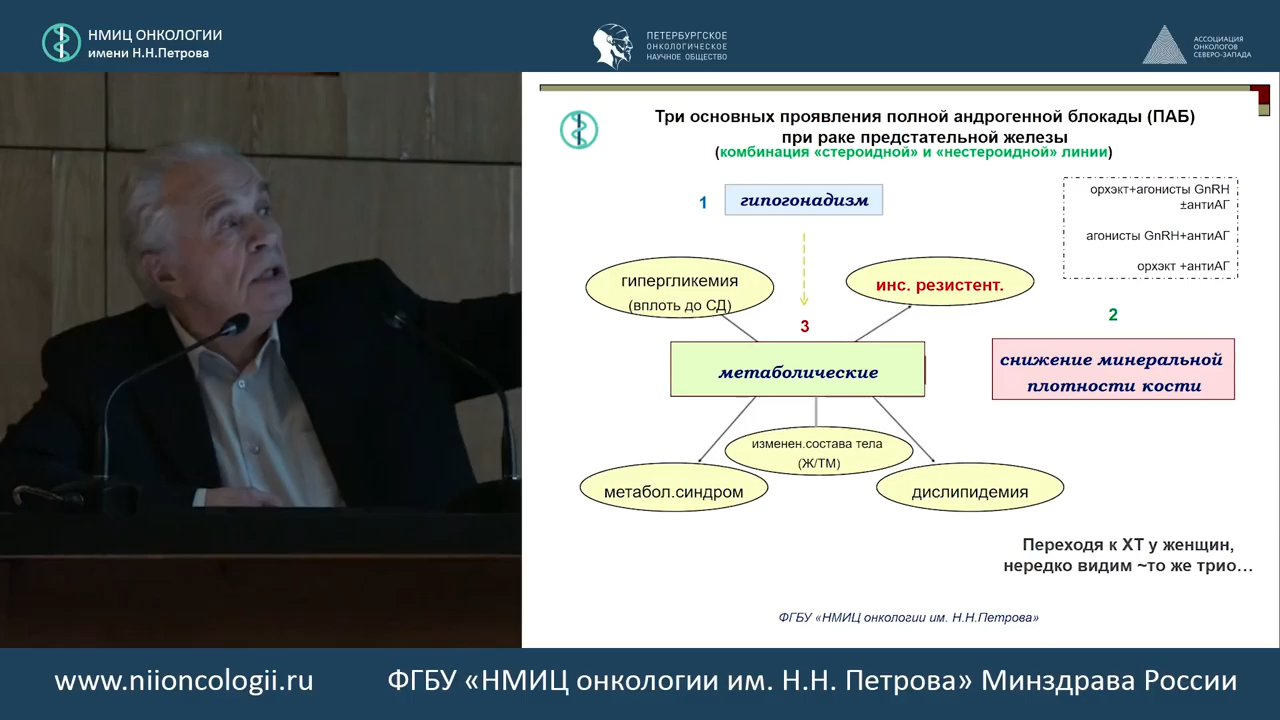 НМИЦ ОНКОЛОГИИ
имени Н.Н.Петрова
ПЕТЕРБУРГСКОЕ
ОНКОЛОГИЧЕСКОЕ
НАУЧНОЕ ОБЩЕСТВО
АССОЦИАЦИЯ
ОНКОЛОГОВ
СЕВЕРО-ЗАПАДА
Три основных проявления полной андрогенной блокады (ПАБ)
при раке предстательной железы
(комбинация «стероидной» и «нестероидной» линии)
1
гипогонадизм
орхэкт+агонисты GnRH
±антиАГ
агонисты GnRH+антиАГ
орхэкт +антиАГ
гипергликемия
(вплоть до СД)
инс. резистент.
3
2
метаболические
снижение минеральной
плотности кости
изменен.состава тела
(Ж/ТМ)
метабол.синдром
дислипидемия
Переходя к ХТ у женщин,
нередко видим ~то же трио…
ФГБУ «НМИЦ онкологии им. Н.Н.Петрова»
www.niioncologii.ru
ФГБУ «НМИЦ онкологии им. Н.Н. Петрова» Минздрава России